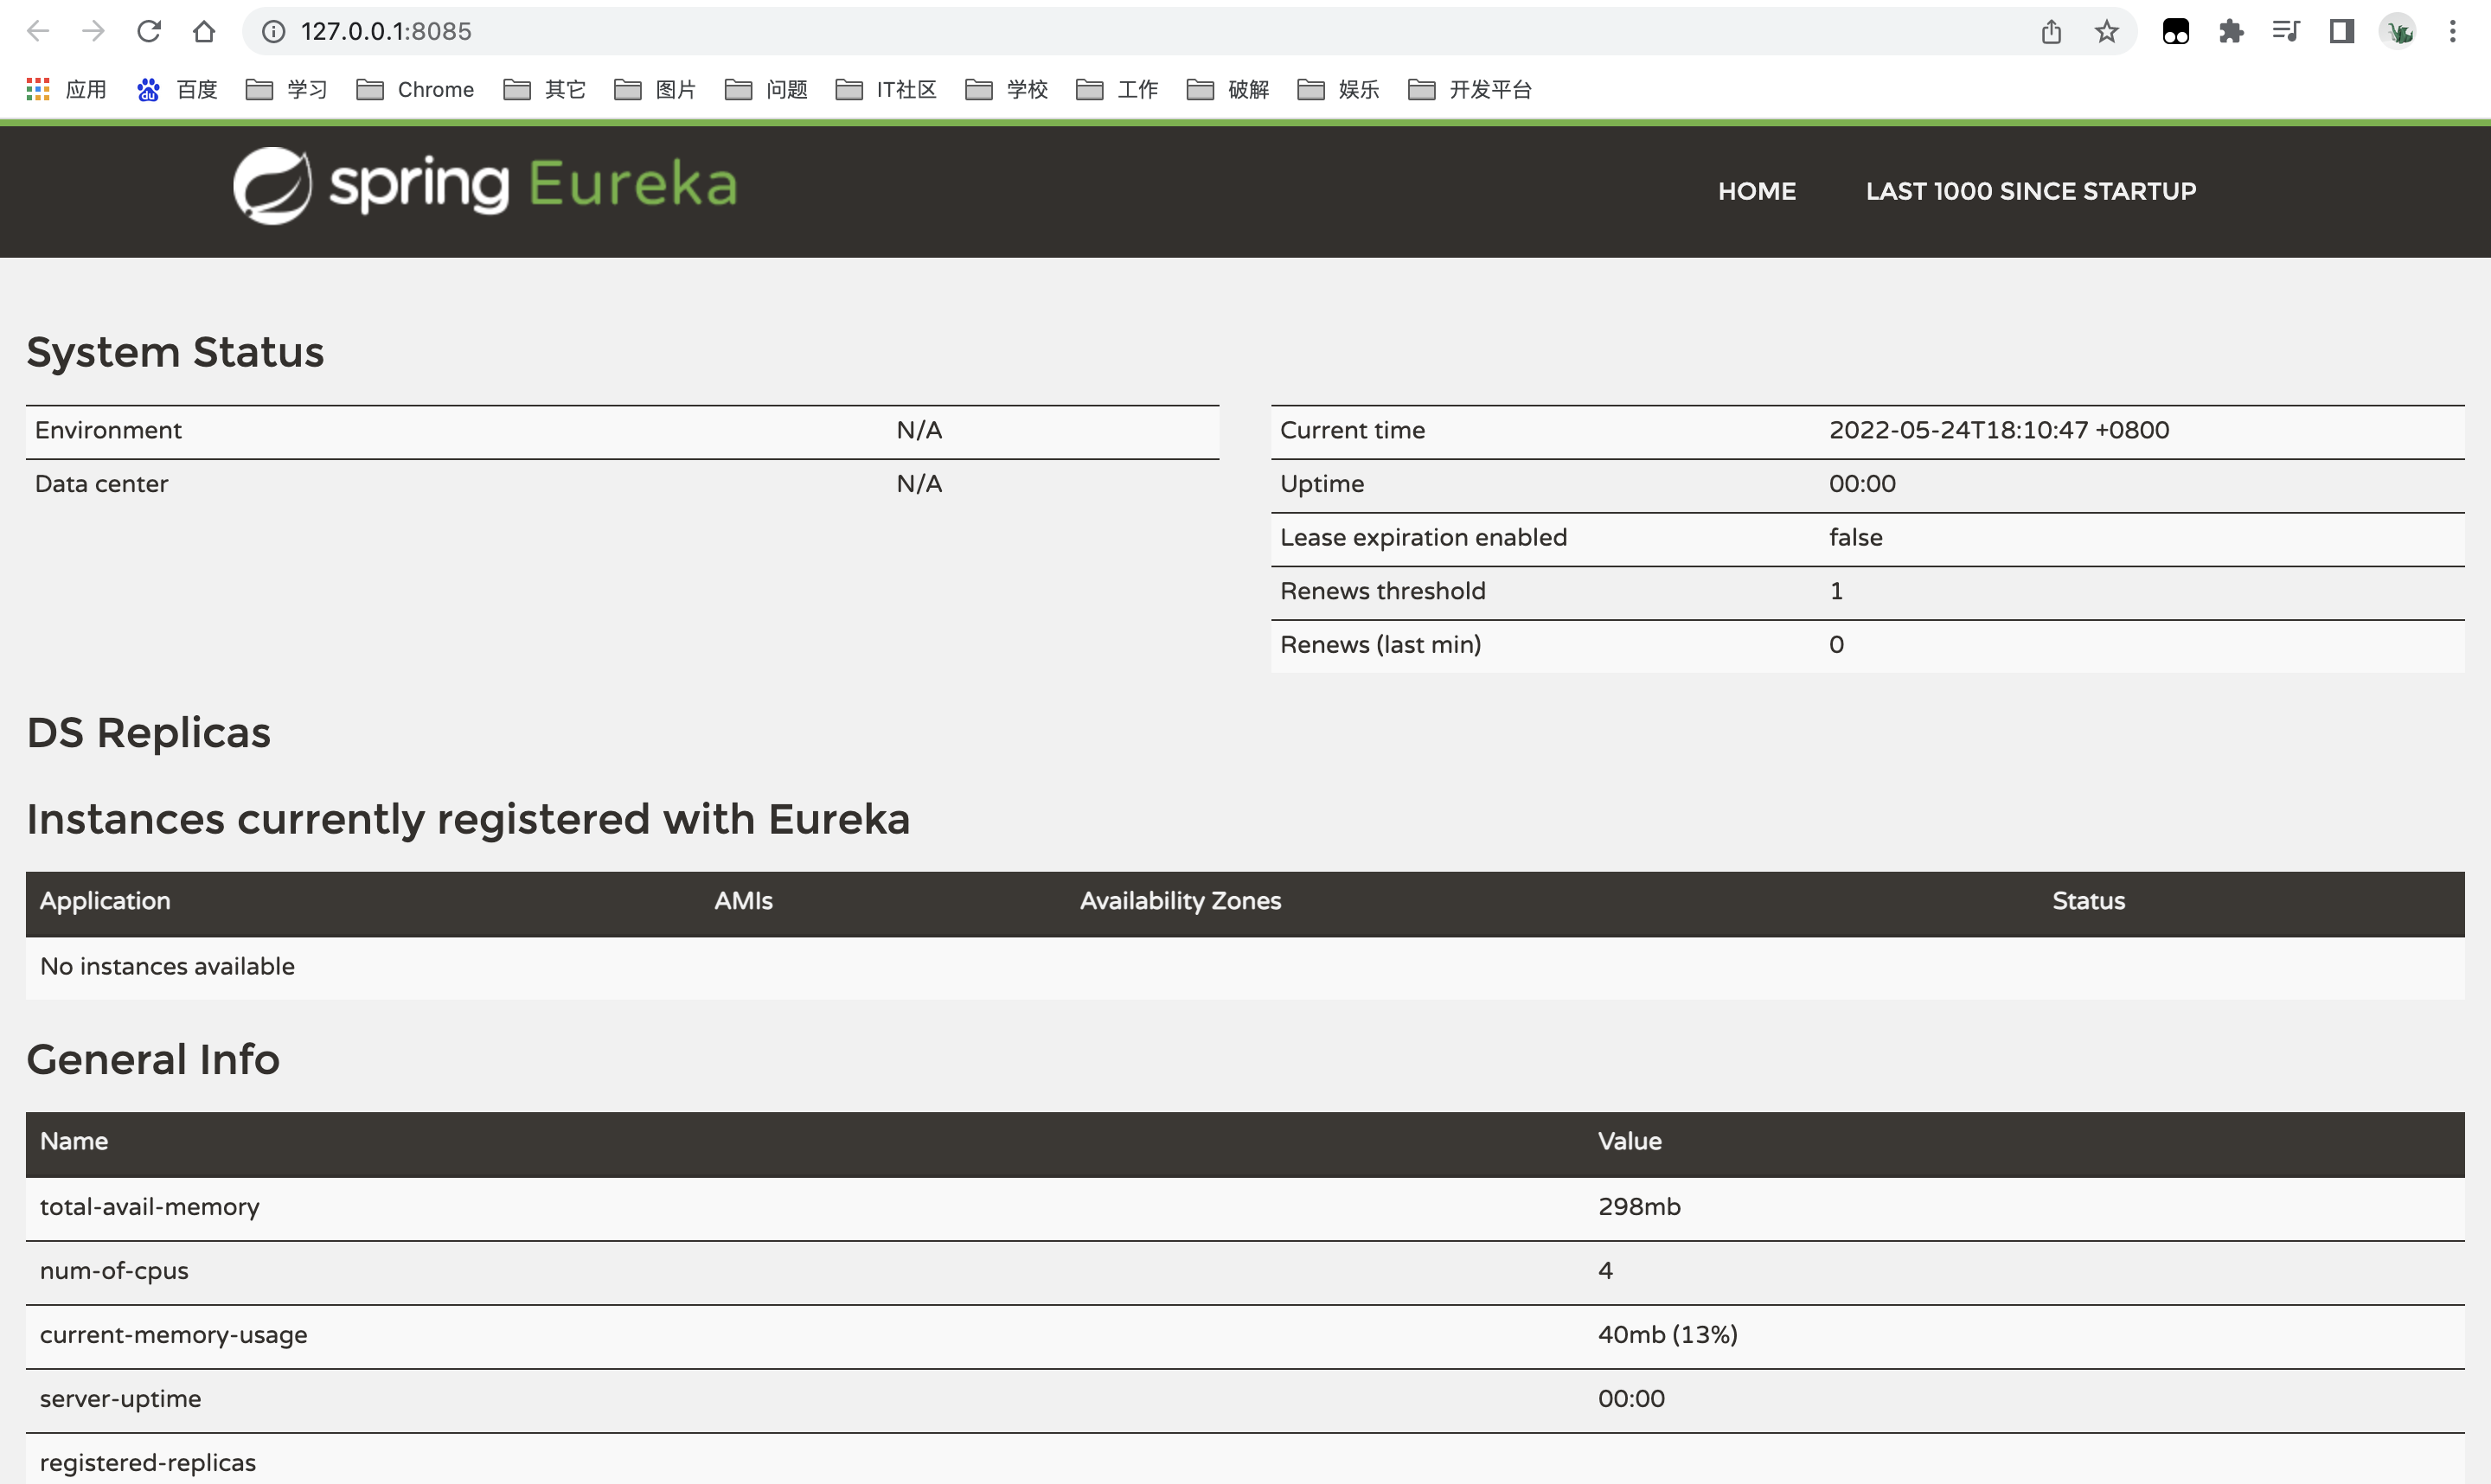 127.0.0.1:8085
应用 百度 学习 Chrome 其它 图片 问题 IT社区 学校 工作 破解 娱乐 开发平台
spring Eureka HOME LAST 1000 SINCE STARTUP
System Status
Environment N/A
Data center N/A
Current time 2022-05-24T18:10:47 +0800
Uptime 00:00
Lease expiration enabled false
Renews threshold 1
Renews (last min) 0
DS Replicas
Instances currently registered with Eureka
Application AMIs Availability Zones Status
No instances available
General Info
Name Value
total-avail-memory 298mb
num-of-cpus 4
current-memory-usage 40mb (13%)
server-uptime 00:00
registered-replicas